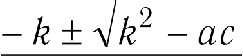 − k ± √k² − ac